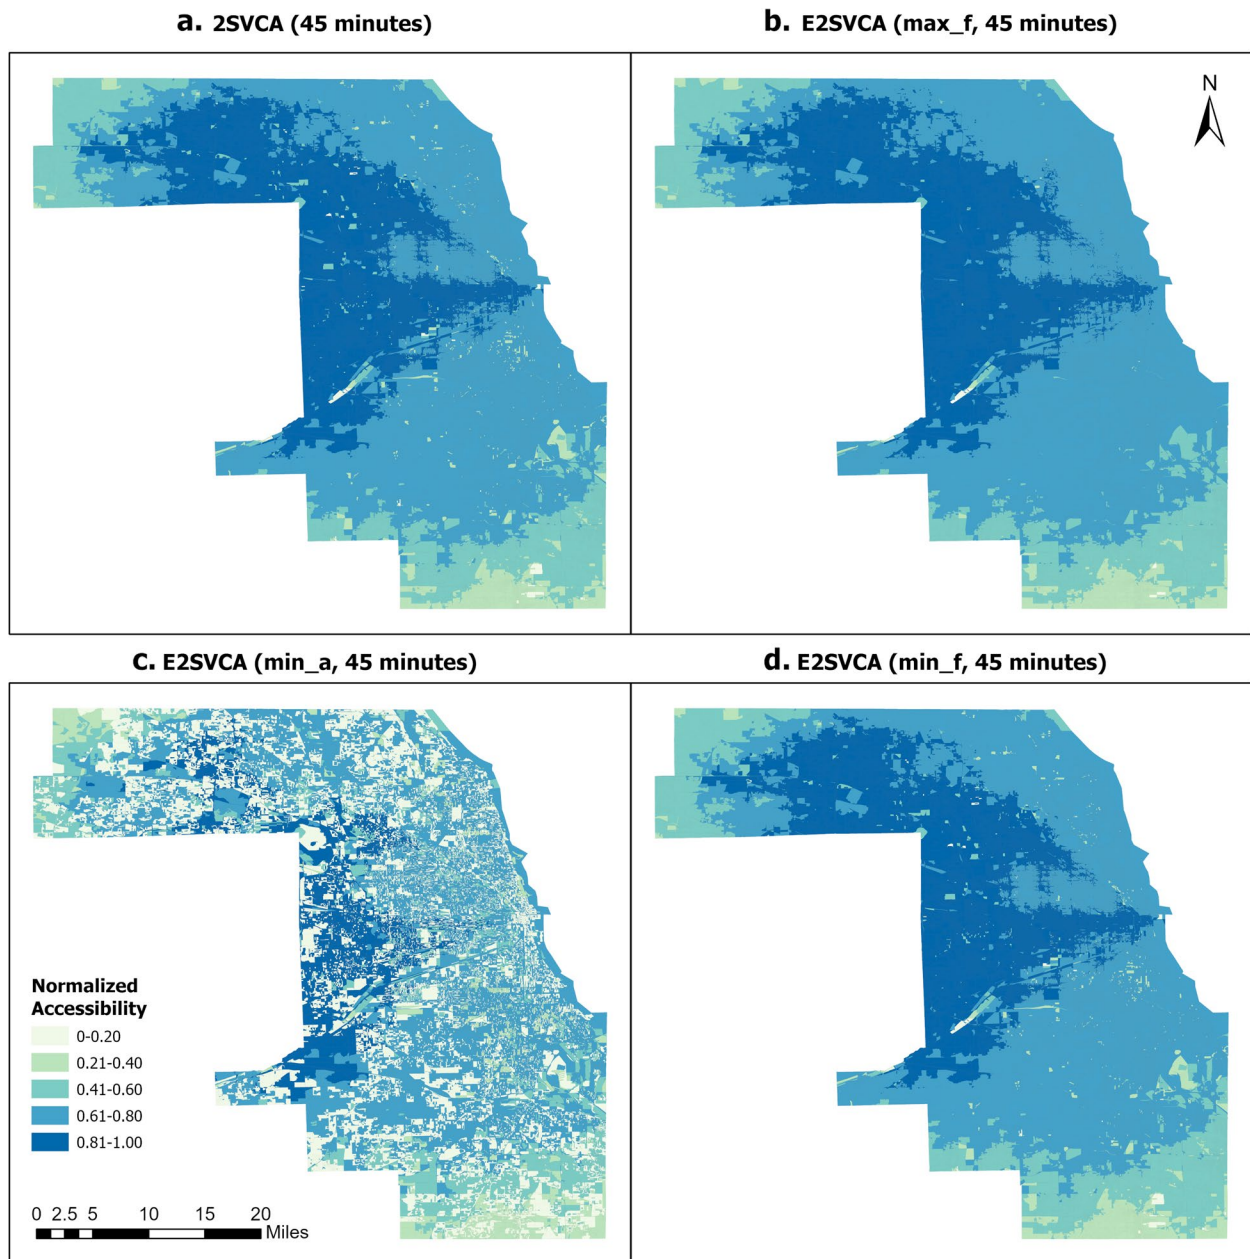 a. 2SVCA (45 minutes)
b. E2SVCA (max_f, 45 minutes)
N
c. E2SVCA (min_a, 45 minutes)
d. E2SVCA (min_f, 45 minutes)
Normalized
Accessibility
0-0.20
0.21-0.40
0.41-0.60
0.61-0.80
0.81-1.00
0 2.5 5 10 15 20
Miles